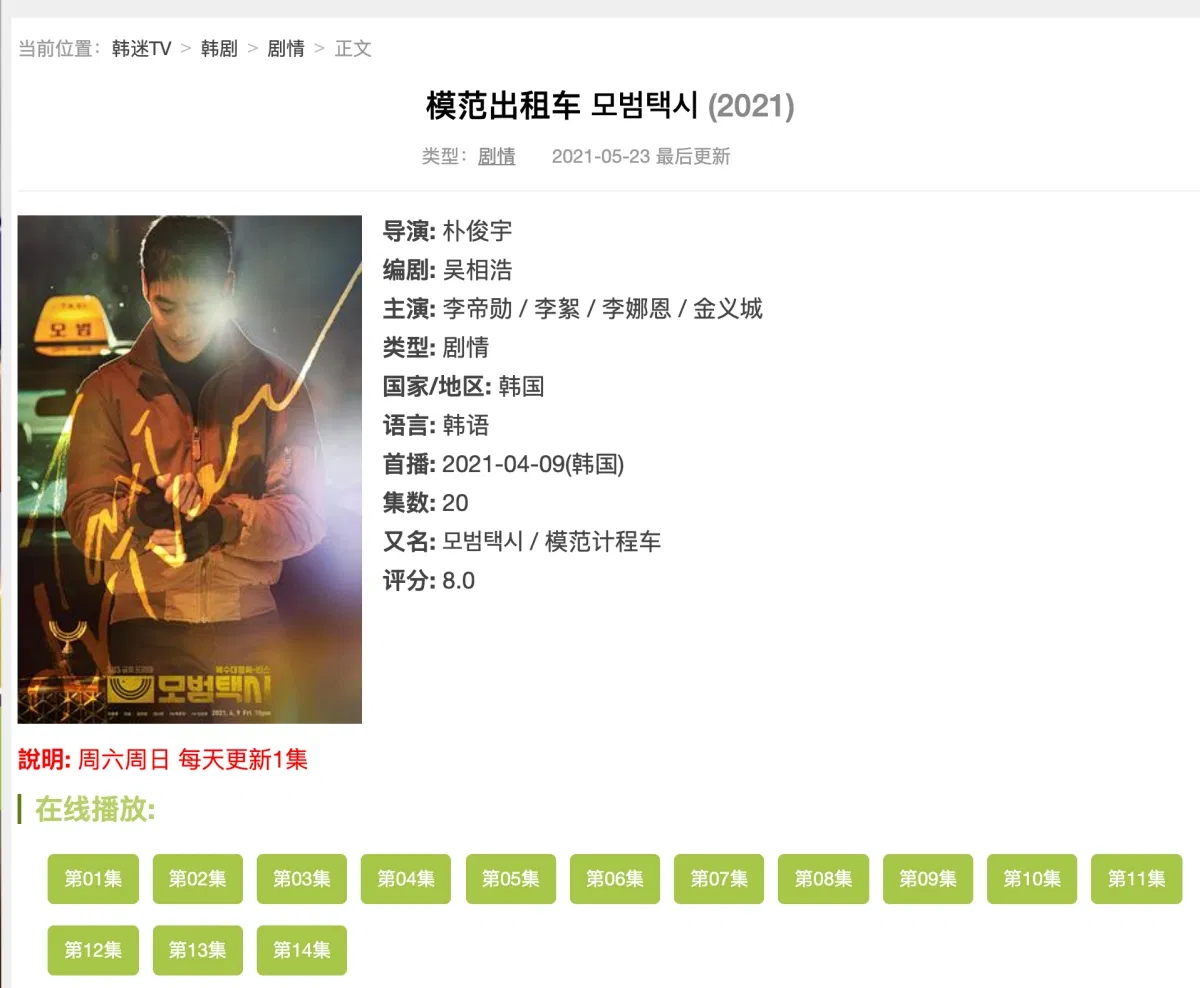 当前位置： 韩迷TV > 韩剧 > 剧情 > 正文
模范出租车 모범택시 (2021)
类型： 剧情 2021-05-23 最后更新
导演: 朴俊宇
编剧: 吴相浩
主演: 李帝勋 / 李絮 / 李娜恩 / 金义城
类型: 剧情
国家/地区: 韩国
语言: 韩语
首播: 2021-04-09(韩国)
集数: 20
又名: 모범택시 / 模范计程车
评分: 8.0
TAXI
모범
모범택시
2021. 4. 9 Fri 10pm
說明: 周六周日 每天更新1集
在线播放:
第01集 第02集 第03集 第04集 第05集 第06集 第07集 第08集 第09集 第10集 第11集
第12集 第13集 第14集